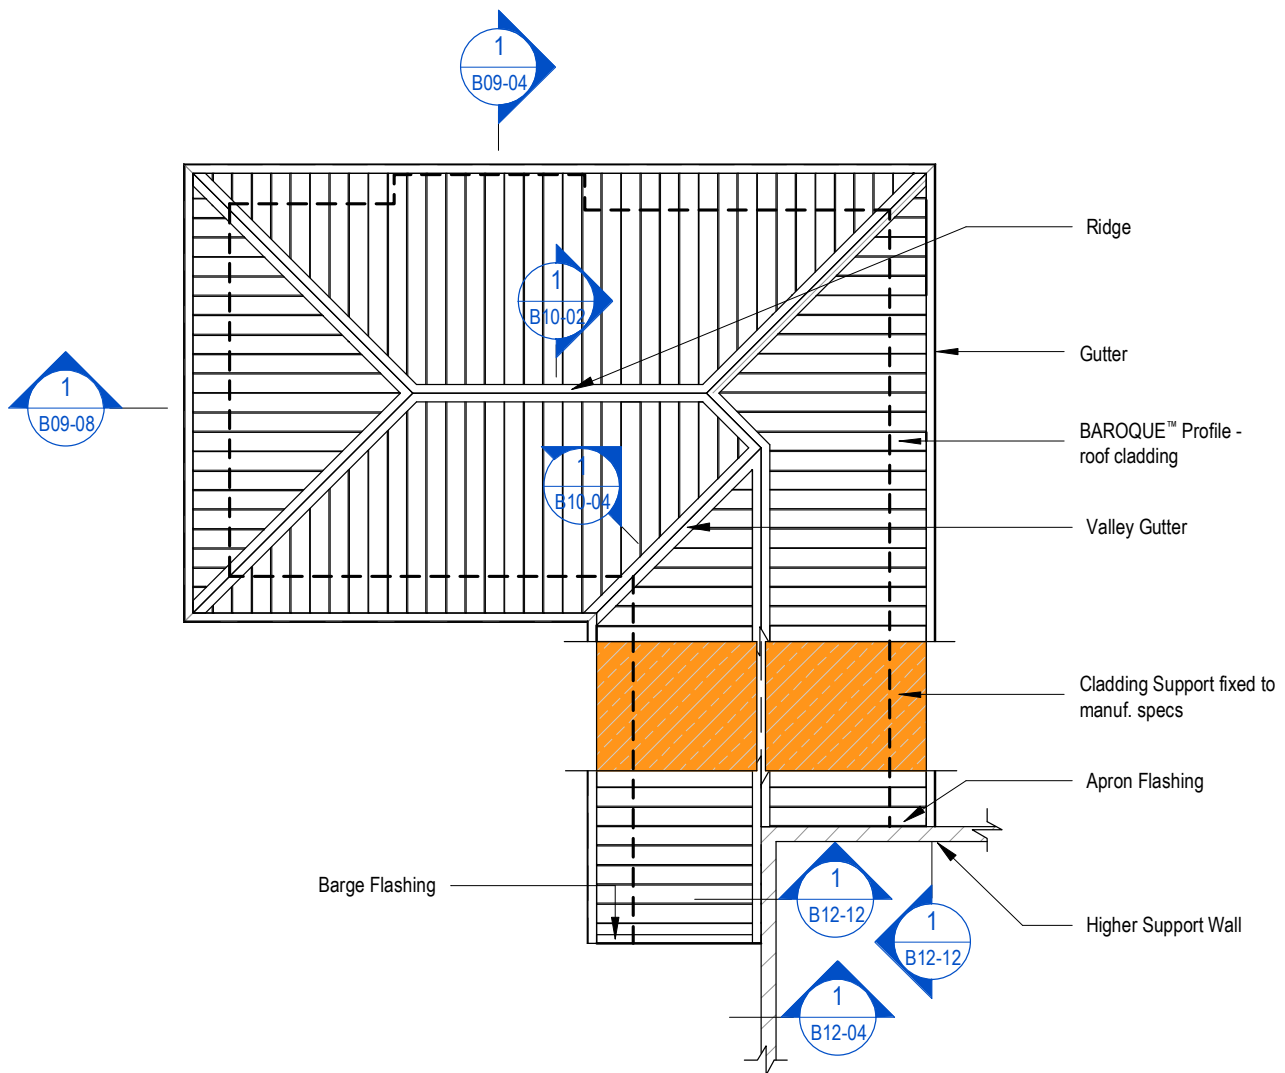 1
B09-04
Ridge
1
B10-02
Gutter
1
B09-08
BAROQUE™ Profile -
roof cladding
1
B10-04
Valley Gutter
Cladding Support fixed to
manuf. specs
Apron Flashing
Barge Flashing
1
B12-12
1
B12-12
Higher Support Wall
1
B12-04